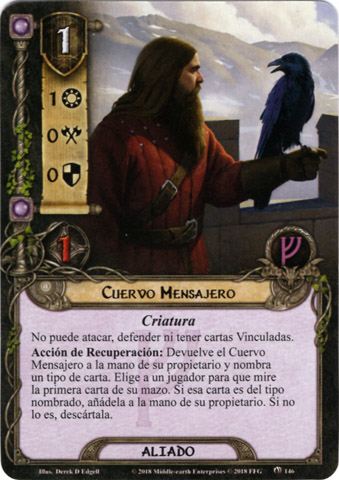 1
1
0
0
1
CUERVO MENSAJERO
Criatura
No puede atacar, defender ni tener cartas Vinculadas.
Acción de Recuperación: Devuelve el Cuervo
Mensajero a la mano de su propietario y nombra
un tipo de carta. Elige a un jugador para que mire
la primera carta de su mazo. Si esa carta es del tipo
nombrado, añádela a la mano de su propietario. Si no
lo es, descártala.
ALIADO
Illus. Derek D Edgell © 2018 Middle-earth Enterprises © 2018 FFG 146